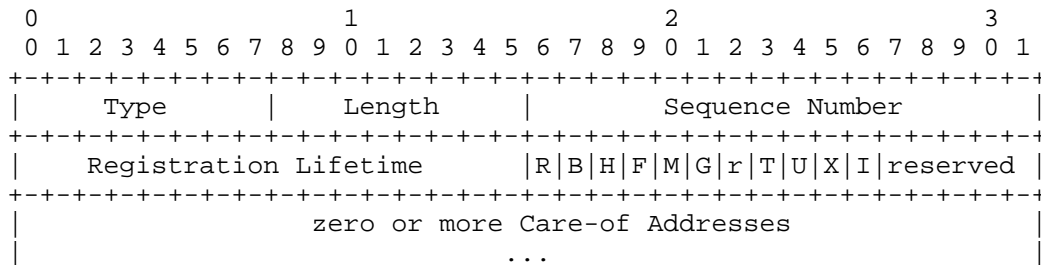 0                   1                   2                   3
 0 1 2 3 4 5 6 7 8 9 0 1 2 3 4 5 6 7 8 9 0 1 2 3 4 5 6 7 8 9 0 1
+-+-+-+-+-+-+-+-+-+-+-+-+-+-+-+-+-+-+-+-+-+-+-+-+-+-+-+-+-+-+-+-+
|     Type      |    Length     |        Sequence Number        |
+-+-+-+-+-+-+-+-+-+-+-+-+-+-+-+-+-+-+-+-+-+-+-+-+-+-+-+-+-+-+-+-+
|    Registration Lifetime      |R|B|H|F|M|G|r|T|U|X|I|reserved |
+-+-+-+-+-+-+-+-+-+-+-+-+-+-+-+-+-+-+-+-+-+-+-+-+-+-+-+-+-+-+-+-+
|                  zero or more Care-of Addresses               |
|                              ...                              |